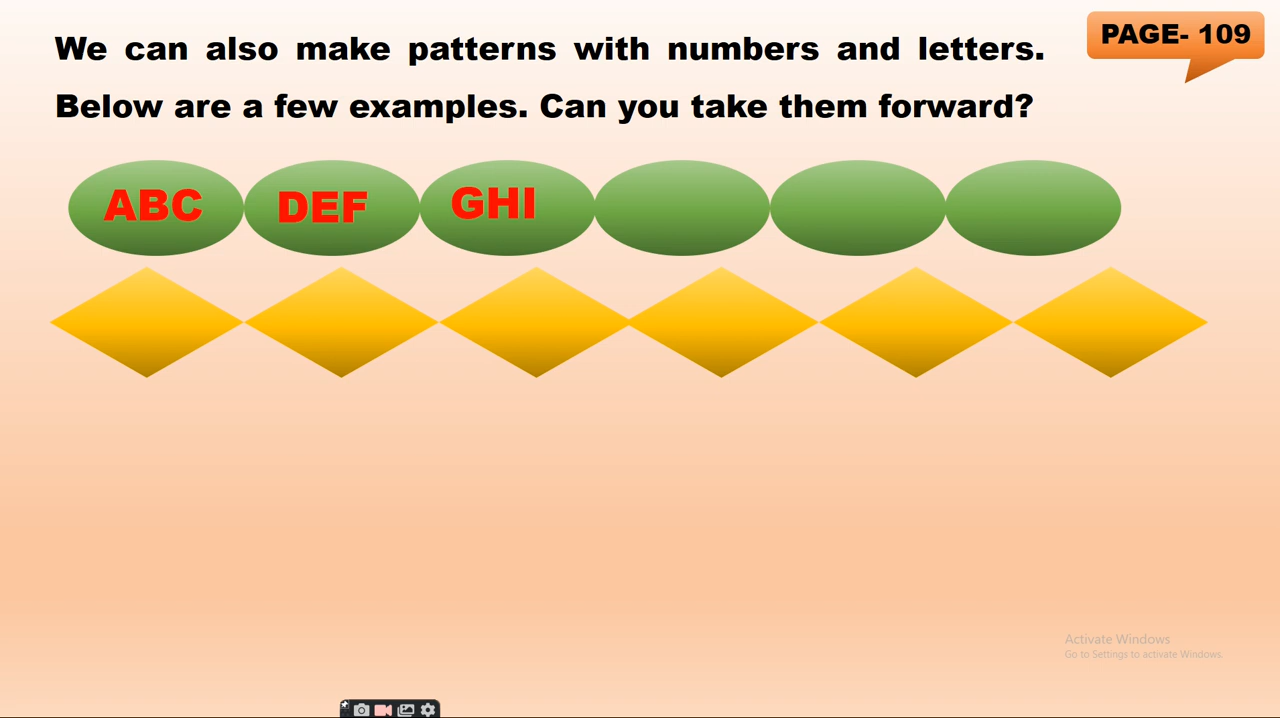 PAGE- 109
We can also make patterns with numbers and letters.
Below are a few examples. Can you take them forward?
ABC DEF GHI
Activate Windows
Go to Settings to activate Windows.